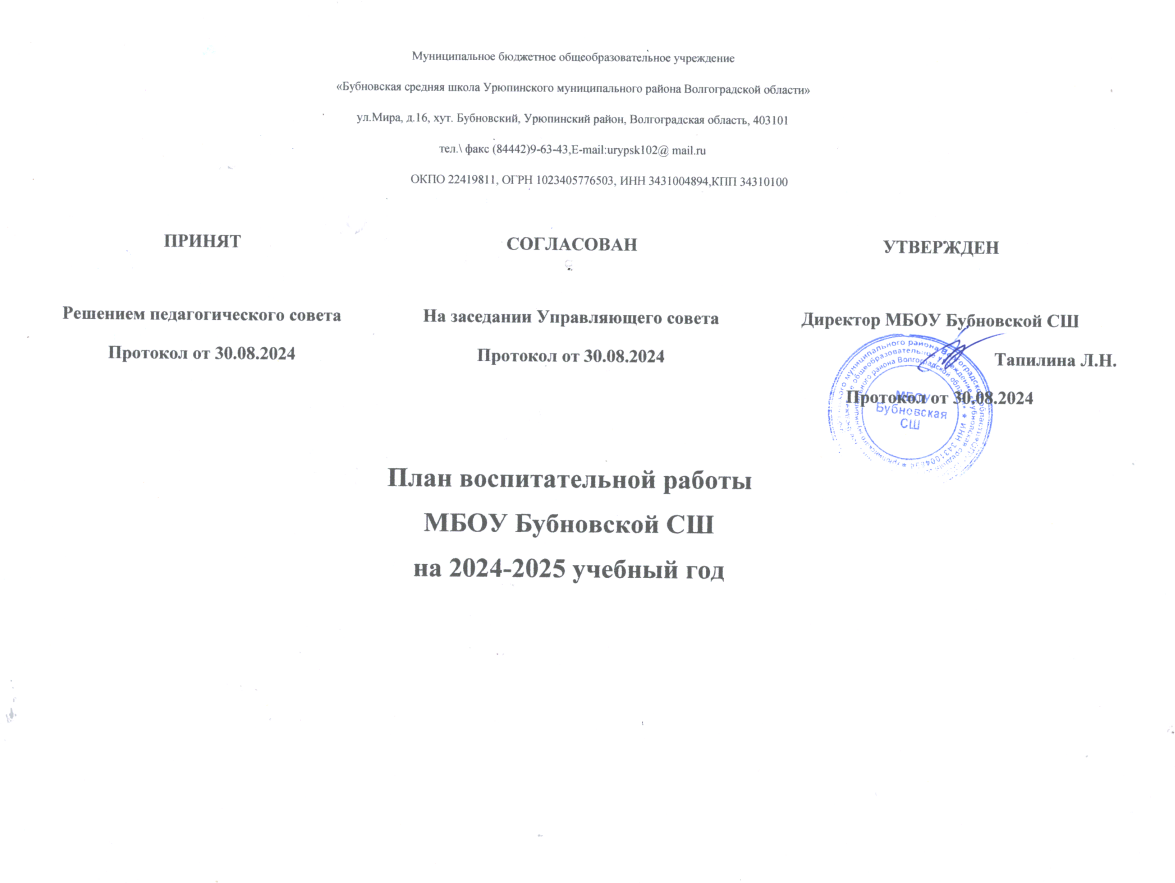 Муниципальное бюджетное общеобразовательное учреждение
«Бубновская средняя школа Урюпинского муниципального района Волгоградской области»
ул.Мира, д.16, хут. Бубновский, Урюпинский район, Волгоградская область, 403101
тел.\ факс (84442)9-63-43,E-mail:urypsk102@ mail.ru
ОКПО 22419811, ОГРН 1023405776503, ИНН 3431004894,КПП 34310100
ПРИНЯТ
Решением педагогического совета
Протокол от 30.08.2024
СОГЛАСОВАН
На заседании Управляющего совета
Протокол от 30.08.2024
УТВЕРЖДЕН
Директор МБОУ Бубновской СШ
Тапилина Л.Н.
Протокол от 30.08.2024
МБОУ
Бубновская
СШ
План воспитательной работы
МБОУ Бубновской СШ
на 2024-2025 учебный год